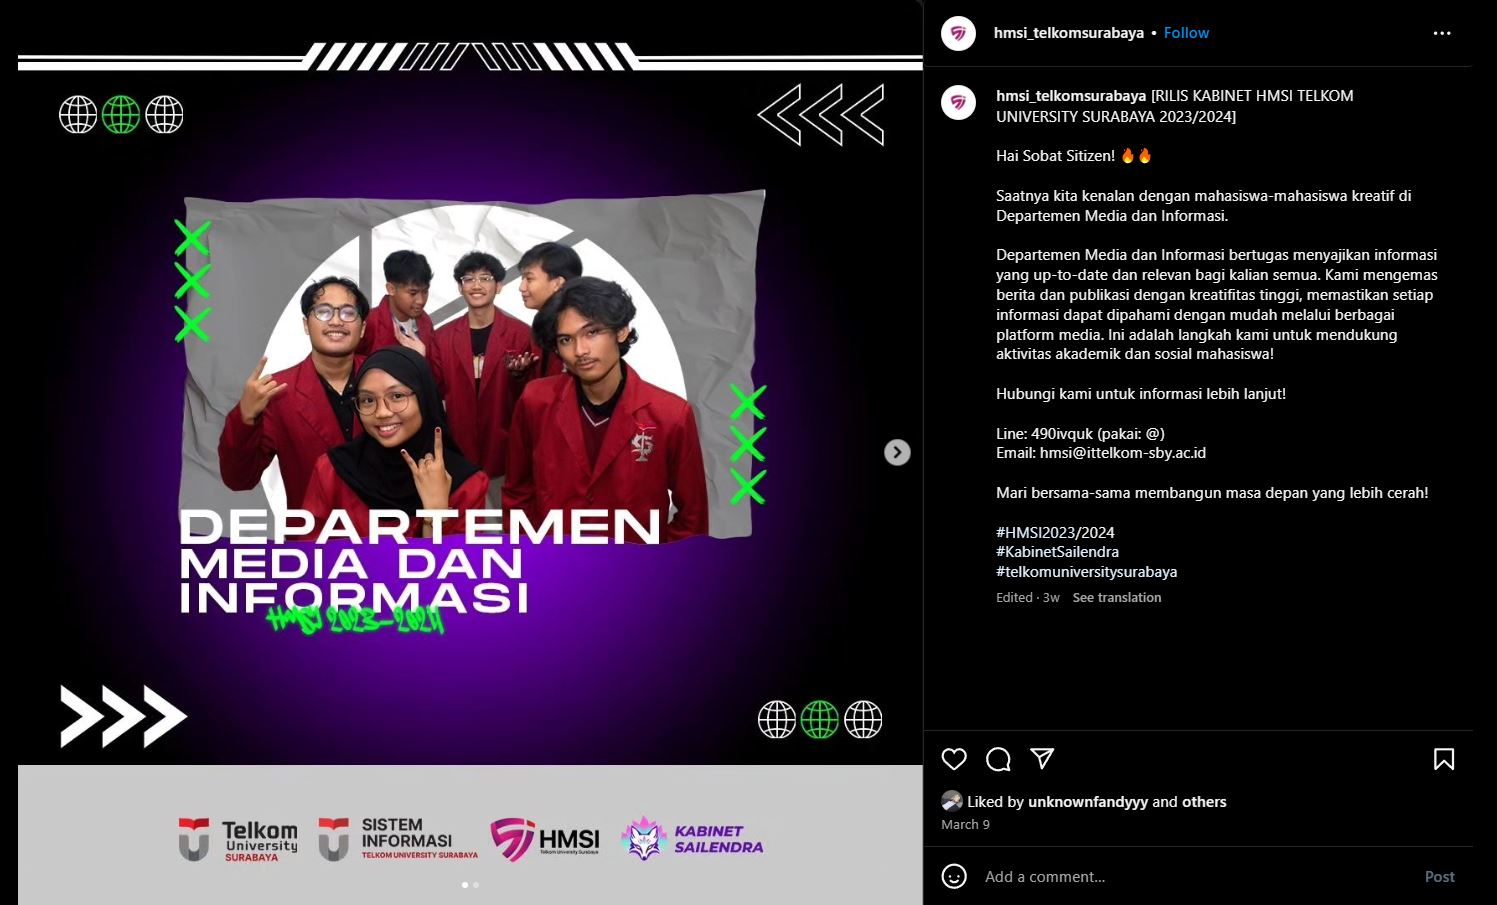 DEPARTEMEN
MEDIA DAN
INFORMASI
HMSI 2023-2024
Telkom
University
SURABAYA
SISTEM
INFORMASI
TELKOM UNIVERSITY SURABAYA
HMSI
Telkom University Surabaya
KABINET
SAILENDRA
hmsi_telkomsurabaya • Follow
hmsi_telkomsurabaya [RILIS KABINET HMSI TELKOM
UNIVERSITY SURABAYA 2023/2024]
Hai Sobat Sitizen! 🔥🔥
Saatnya kita kenalan dengan mahasiswa-mahasiswa kreatif di
Departemen Media dan Informasi.
Departemen Media dan Informasi bertugas menyajikan informasi
yang up-to-date dan relevan bagi kalian semua. Kami mengemas
berita dan publikasi dengan kreatifitas tinggi, memastikan setiap
informasi dapat dipahami dengan mudah melalui berbagai
platform media. Ini adalah langkah kami untuk mendukung
aktivitas akademik dan sosial mahasiswa!
Hubungi kami untuk informasi lebih lanjut!
Line: 490ivquk (pakai: @)
Email: hmsi@ittelkom-sby.ac.id
Mari bersama-sama membangun masa depan yang lebih cerah!
#HMSI2023/2024
#KabinetSailendra
#telkomuniversitysurabaya
Edited · 3w See translation
Liked by unknownfandyyy and others
March 9
Add a comment...
Post